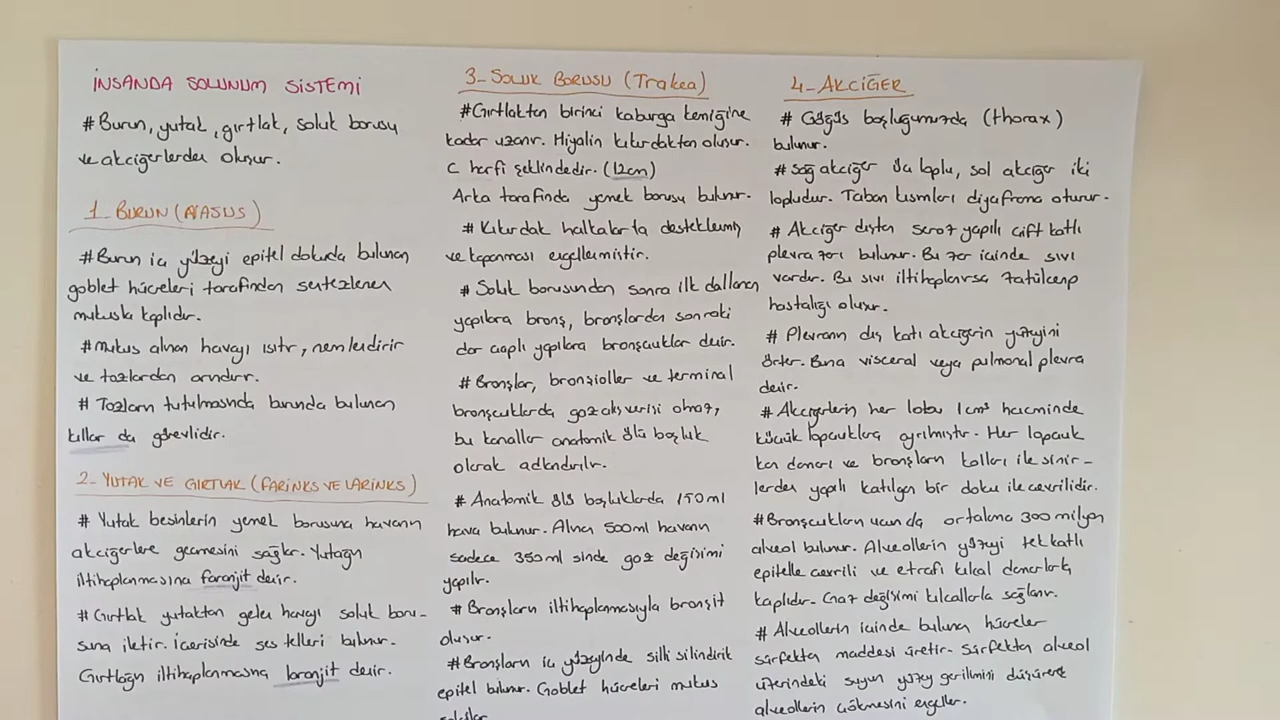 İNSANDA SOLUNUM SİSTEMİ
# Burun, yutak, gırtlak, soluk borusu
ve akciğerlerden oluşur.
1- BURUN (NASUS)
# Burun iç yüzeyi epitel dokuda bulunan
goblet hücreleri tarafından sentezlenen
mukusla kaplıdır.
# mukus alınan havayı ısıtır, nemlendirir
ve tozlardan arındırır.
# Tozların tutulmasında burunda bulunan
kıllar da görevlidir.
2- YUTAK VE GIRTLAK (FARİNKS VE LARİNKS)
# Yutak besinlerin yemek borusuna havanın
akciğerlere geçmesini sağlar. Yutağın
iltihaplanmasına faranjit denir.
# Gırtlak yutaktan gelen havayı soluk boru-
suna iletir. İçerisinde ses telleri bulunur.
Gırtlağın iltihaplanmasına laranjit denir.
3- SOLUK BORUSU (Trakea)
# Gırtlaktan birinci kaburga kemiğine
kadar uzanır. Hiyalin kıkırdaktan oluşur.
C harfi şeklindedir. (12cm)
Arka tarafında yemek borusu bulunur.
# Kıkırdak halkalarla desteklenmiş
ve kapanması engellenmiştir.
# Soluk borusundan sonra ilk dallanan
yapılara bronş, bronşlardan sonraki
dar çaplı yapılara bronşçuklar denir.
# Bronşlar, bronşioller ve terminal
bronşcuklarda gaz alışverişi olmaz,
bu kanallar anatomik ölü boşluk
olarak adlandırılır.
# Anatomik ölü boşluklarda 150 ml
hava bulunur. Alınan 500ml havanın
sadece 350 ml sinde gaz değişimi
yapılır.
# Bronşların iltihaplanmasıyla bronşit
oluşur.
# Bronşların iç yüzeyinde silli silindirik
epitel bulunur. Goblet hücreleri mukus
4- AKCİĞER
# Göğüs boşluğumuzda (thorax)
bulunur.
# Sağ akciğer üç loplu, sol akciğer iki
lopludur. Taban kısımları diyaframa oturur.
# Akciğer dıştan seroz yapılı çift katlı
plevra zarı bulunur. Bu zar içinde sıvı
vardır. Bu sıvı iltihaplanırsa zatülcenp
hastalığı oluşur.
# Plevranın dış katı akciğerin yüzeyini
örter. Buna visceral veya pulmonal plevra
denir.
# Akciğerlerin her lobu 1cm³ hacminde
küçük lopçuklara ayrılmıştır. Her lopçuk
kan damarı ve bronşların kolları ile sinir-
lerden yapılı katılgan bir doku ile çevrilidir.
# Bronşcukların ucunda ortalama 300 milyon
alveol bulunur. Alveollerin yüzeyi tek katlı
epitelle çevrili ve etrafı kılcal damarlarla
kaplıdır. Gaz değişimi kılcallarla sağlanır.
# Alveollerin içinde bulunan hücreler
sürfektan maddesi üretir. Sürfektan alveol
üzerindeki suyun yüzey gerilimini düşürerek
alveollerin çökmesini engeller.